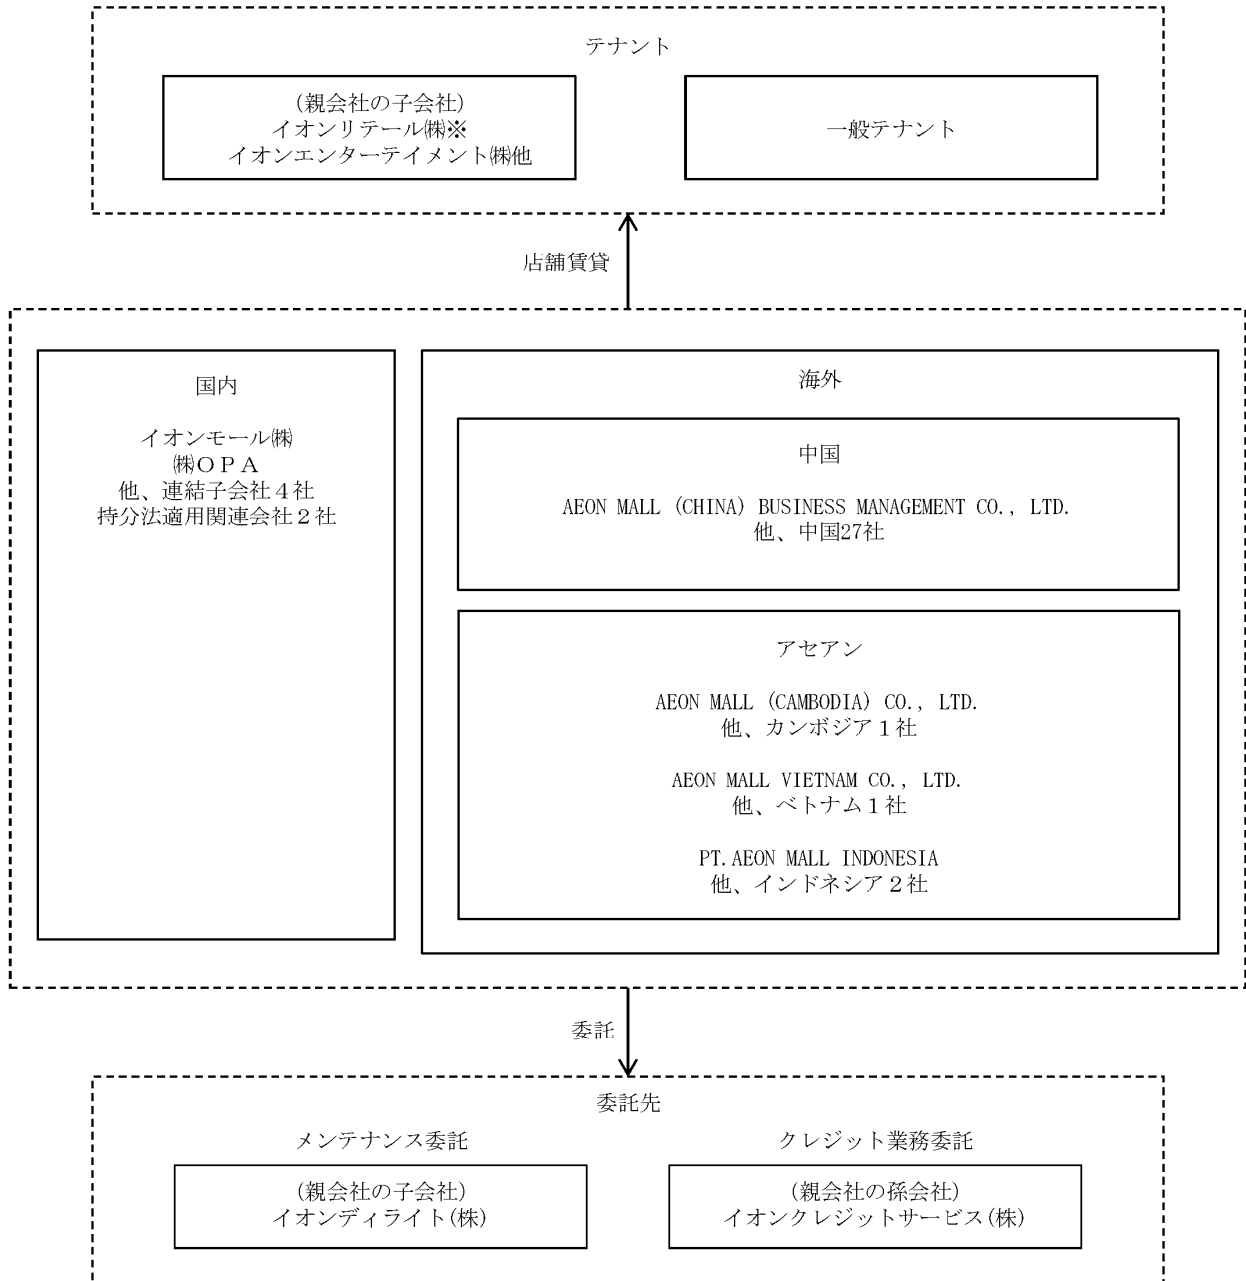 テナント
(親会社の子会社)
イオンリテール㈱※
イオンエンターテイメント㈱他
一般テナント
店舗賃貸
国内
イオンモール㈱
㈱ＯＰＡ
他、連結子会社４社
持分法適用関連会社２社
海外
中国
AEON MALL (CHINA) BUSINESS MANAGEMENT CO., LTD.
他、中国27社
アセアン
AEON MALL (CAMBODIA) CO., LTD.
他、カンボジア１社
AEON MALL VIETNAM CO., LTD.
他、ベトナム１社
PT.AEON MALL INDONESIA
他、インドネシア２社
委託
委託先
メンテナンス委託
(親会社の子会社)
イオンディライト(株)
クレジット業務委託
(親会社の孫会社)
イオンクレジットサービス(株)